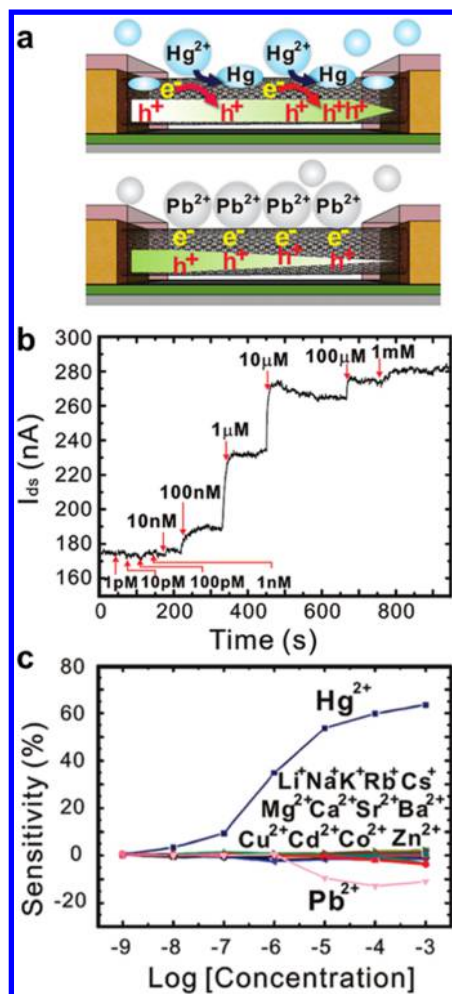 a
Hg²⁺ Hg²⁺
Hg Hg
e⁻ e⁻
h⁺ h⁺ h⁺ h⁺h⁺
Pb²⁺ Pb²⁺ Pb²⁺ Pb²⁺
e⁻ e⁻ e⁻ e⁻
h⁺ h⁺ h⁺ h⁺
b
300
280
260
240
220
200
180
160
I_ds (nA)
10μM 100μM 1mM
1μM
100nM
10nM
1pM 10pM 100pM 1nM
0 200 400 600 800
Time (s)
c
80
60
40
20
0
-20
Sensitivity (%)
Hg²⁺
Li⁺Na⁺K⁺Rb⁺Cs⁺
Mg²⁺Ca²⁺Sr²⁺Ba²⁺
Cu²⁺Cd²⁺Co²⁺ Zn²⁺
Pb²⁺
-9 -8 -7 -6 -5 -4 -3
Log [Concentration]